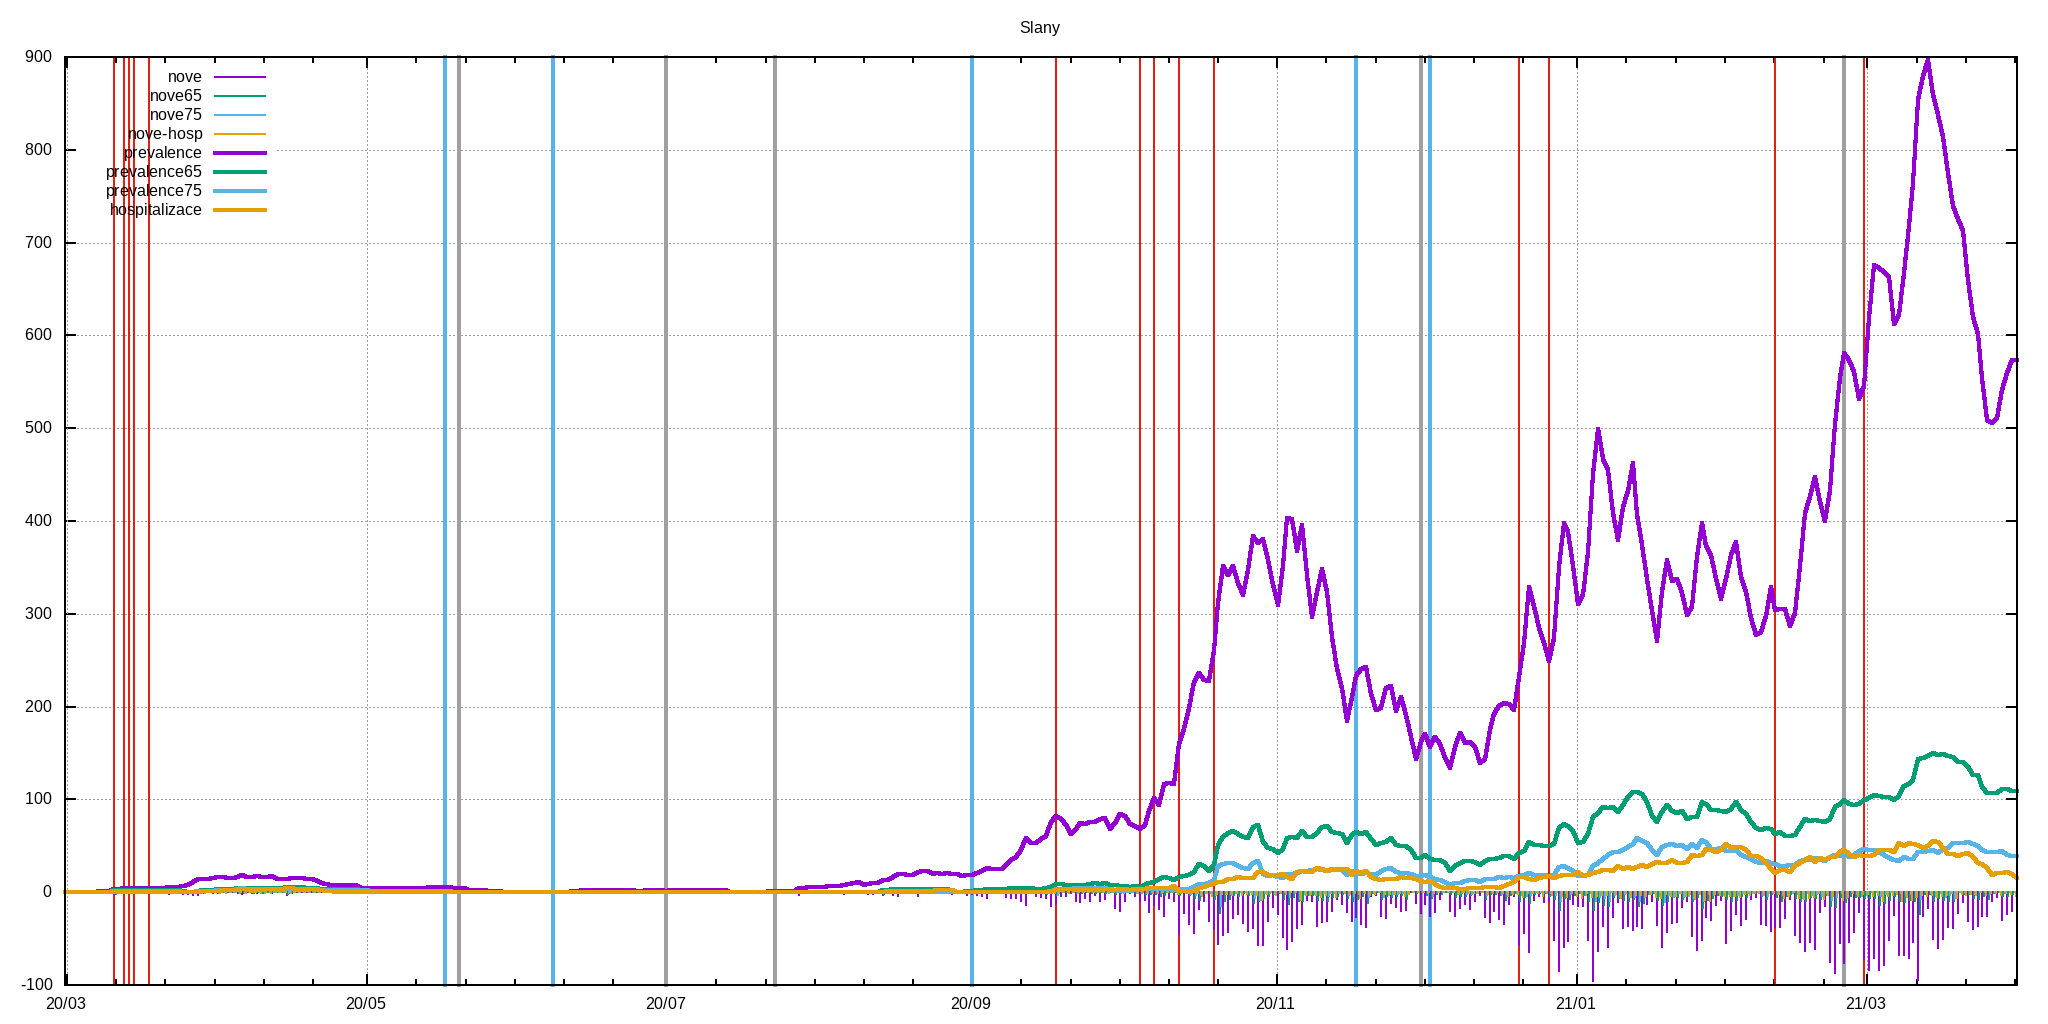 Slany
900
nove
nove65
nove75
nove-hosp
prevalence
prevalence65
prevalence75
hospitalizace
800
700
600
500
400
300
200
100
0
-100
20/03 20/05 20/07 20/09 20/11 21/01 21/03